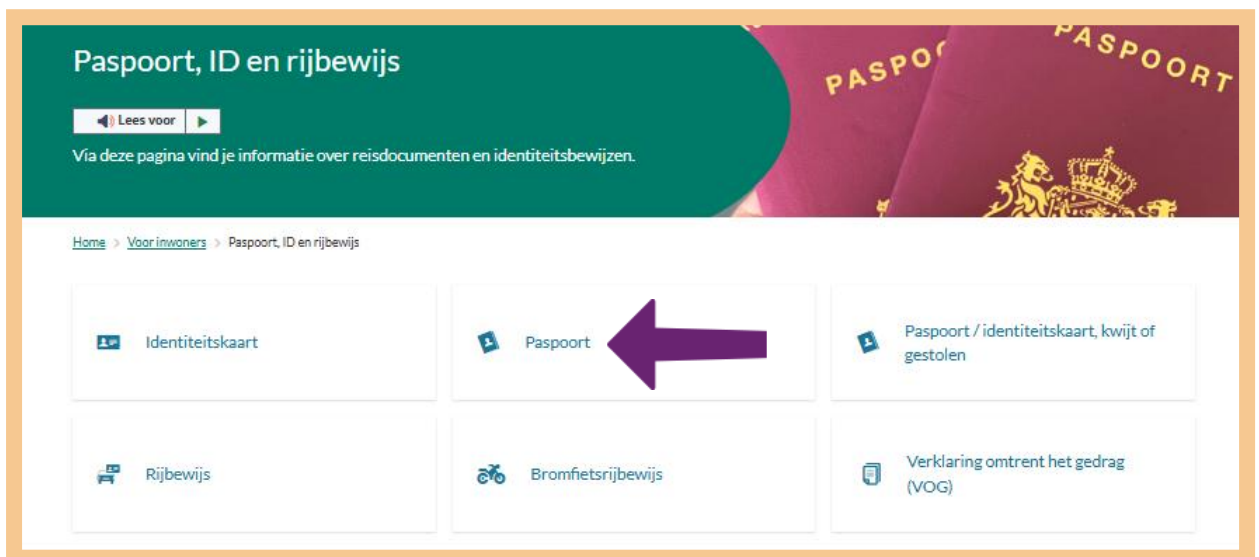 Paspoort, ID en rijbewijs
PASPOORT
Lees voor
Via deze pagina vind je informatie over reisdocumenten en identiteitsbewijzen.
Home > Voor inwoners > Paspoort, ID en rijbewijs
Identiteitskaart
Paspoort
Paspoort / identiteitskaart, kwijt of
gestolen
Rijbewijs
Bromfietsrijbewijs
Verklaring omtrent het gedrag
(VOG)